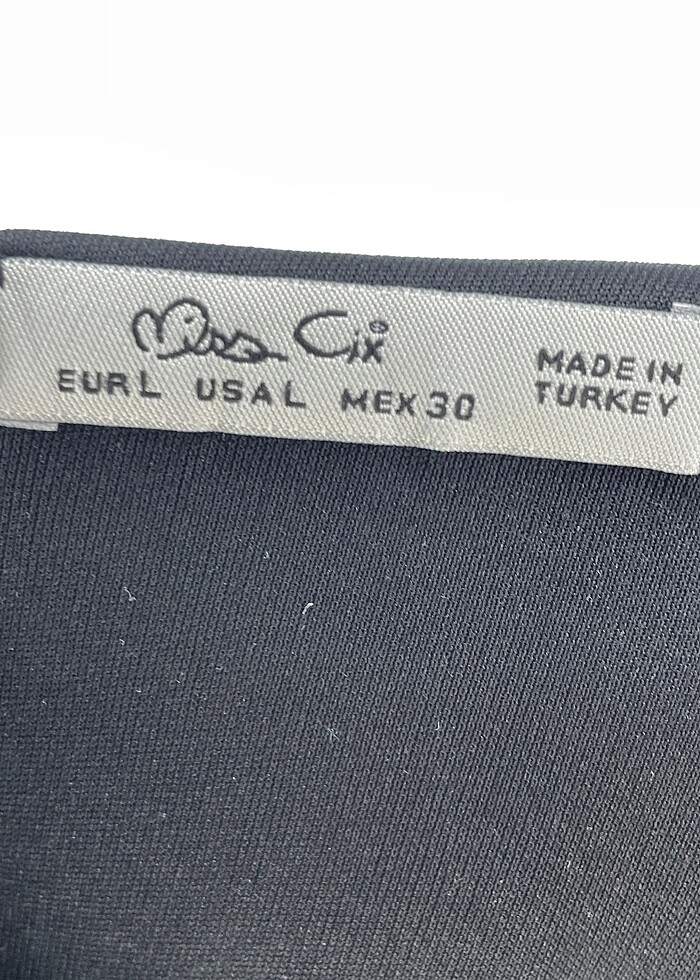 Miss Cix
EUR L USA L MEX 30
MADE IN
TURKEY